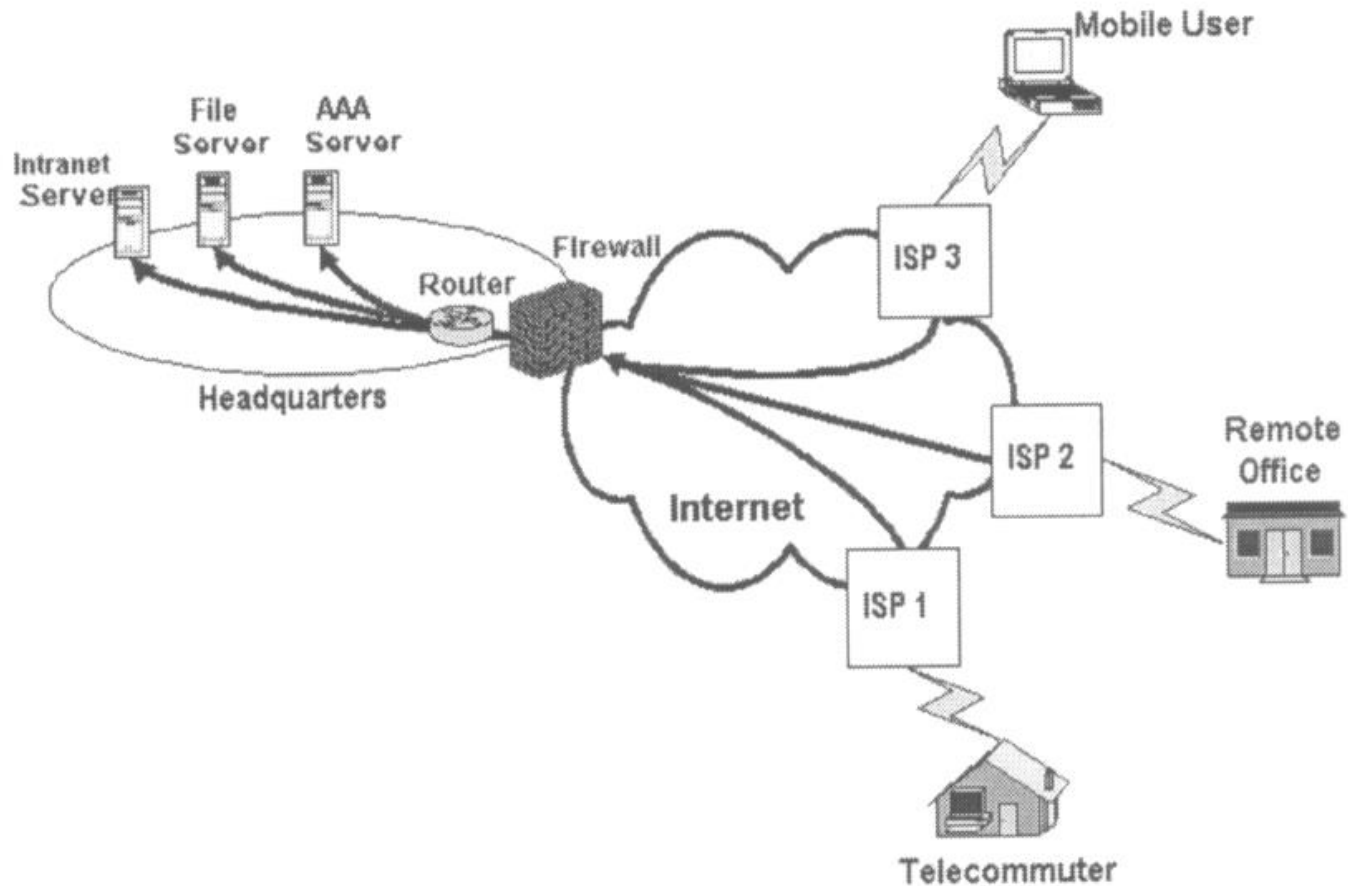 Mobile User
File
Server
AAA
Server
Intranet
Server
Firewall
Router
Headquarters
ISP 3
ISP 2
Remote
Office
Internet
ISP 1
Telecommuter